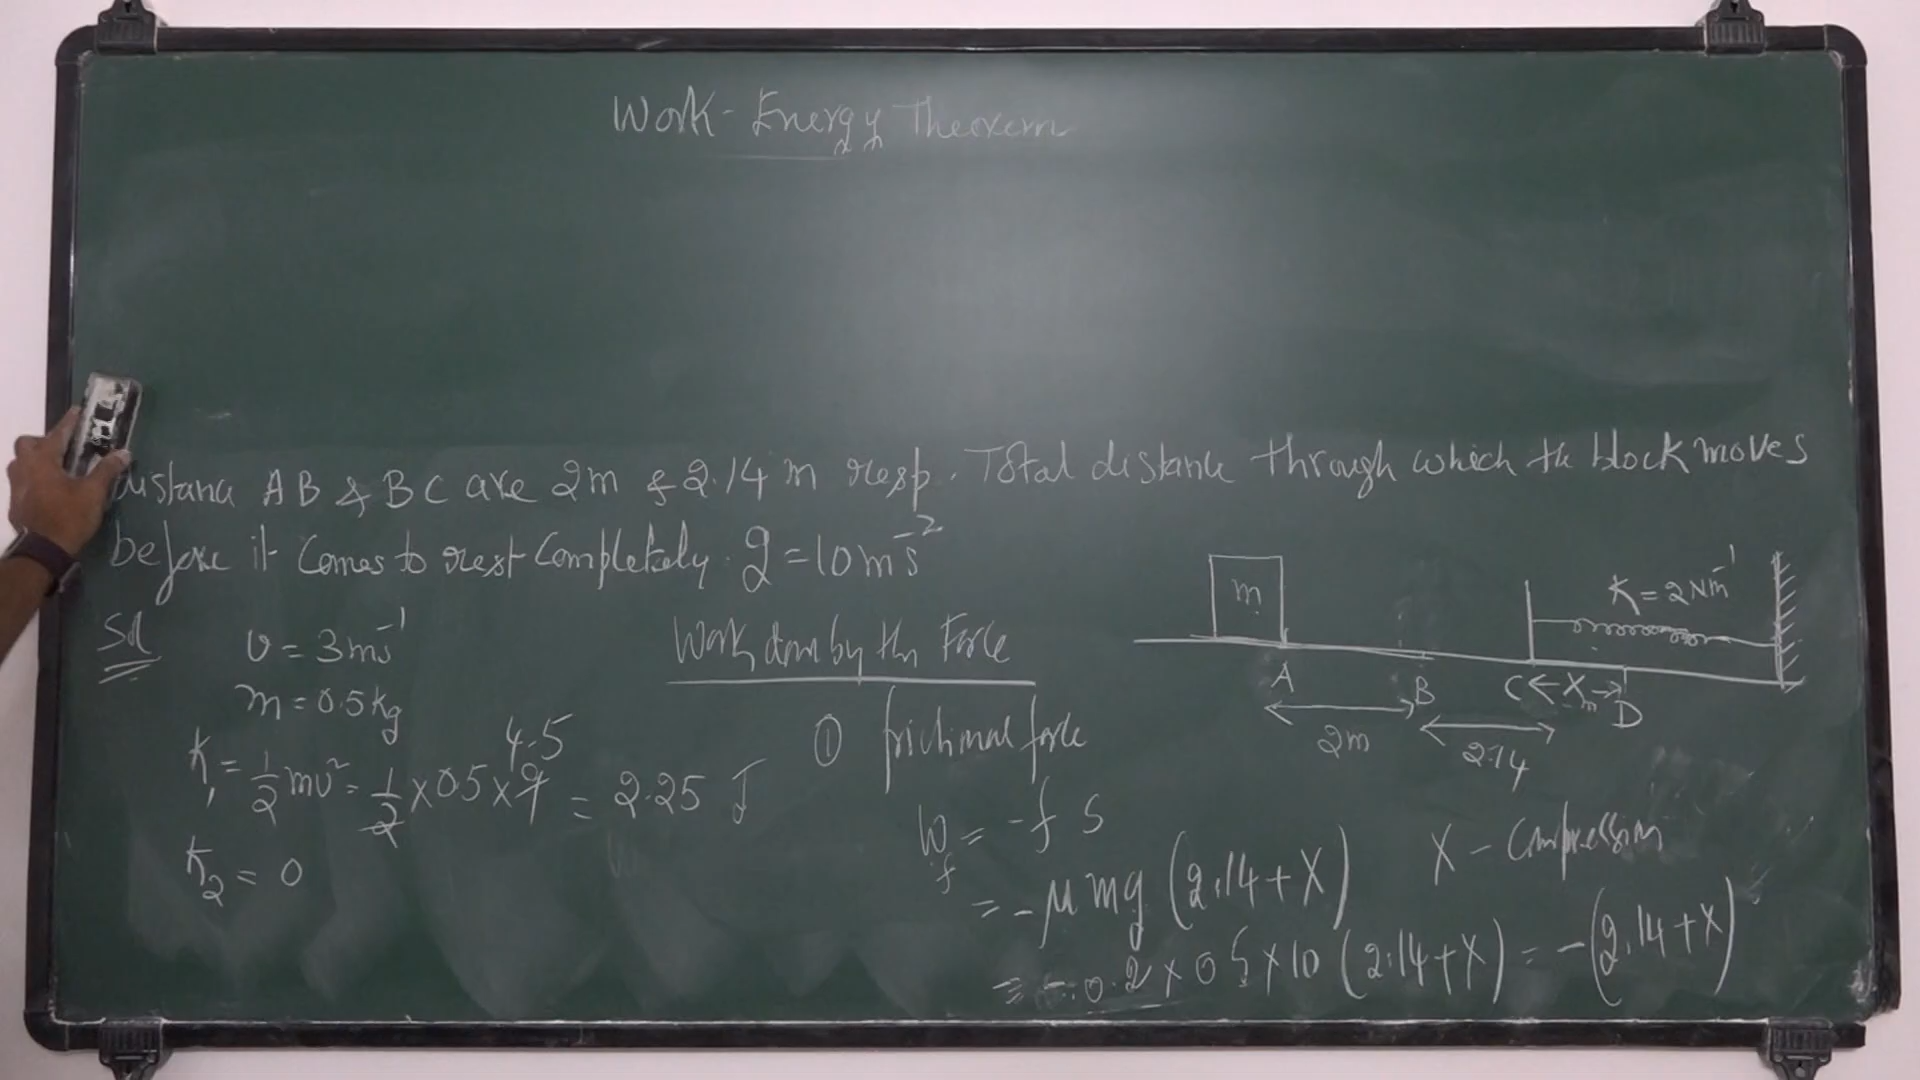 Work-Energy Theorem
distance AB & BC are 2m & 2.14 m resp. Total distance through which the block moves
before it comes to rest completely. g = 10 ms⁻²
Sol
v = 3ms⁻¹
m = 0.5 kg
K₁ = 1/2 mv² = 1/2 × 0.5 × 9 = 2.25 J
4.5
K₂ = 0
Work done by the Force
① frictional force
W_f = -f s
= -μmg (2.14+X)
= -0.2 × 0.5 × 10 (2.14+X) = -(2.14+X)
X - Compression
m
K = 2 Nm⁻¹
A
B
C
X_m
D
2m
2.14